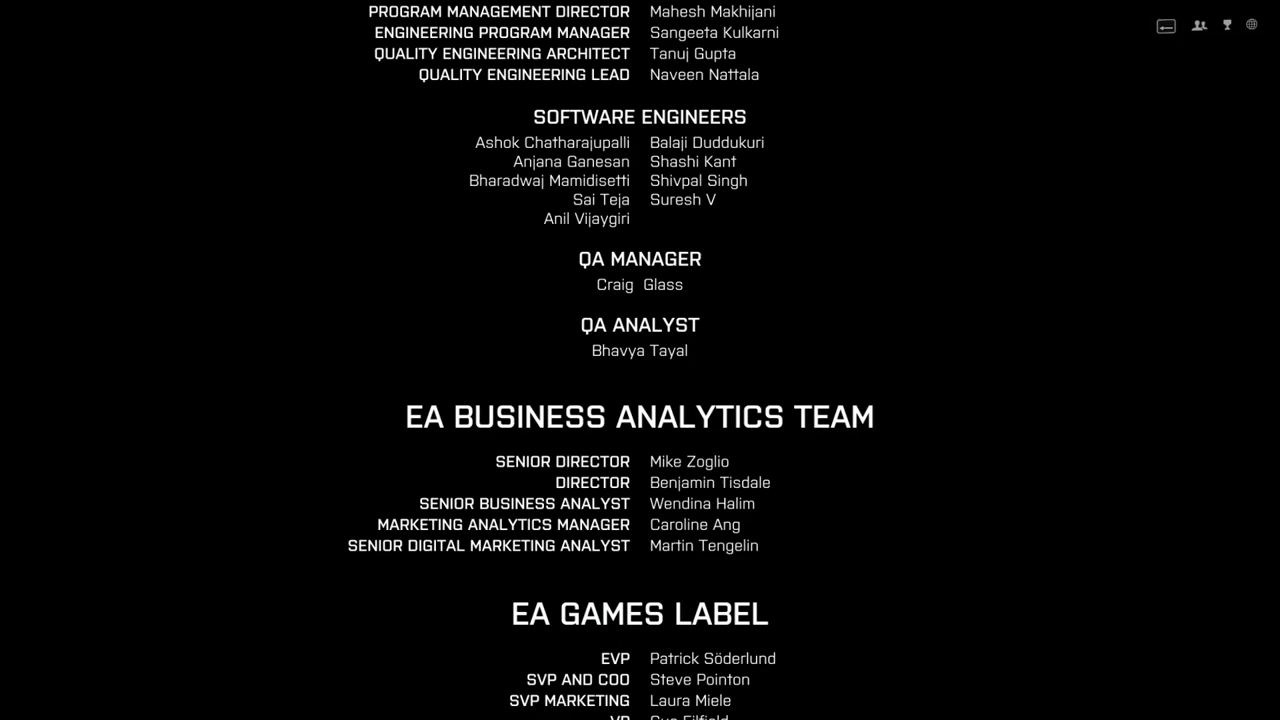 PROGRAM MANAGEMENT DIRECTOR Mahesh Makhijani
ENGINEERING PROGRAM MANAGER Sangeeta Kulkarni
QUALITY ENGINEERING ARCHITECT Tanuj Gupta
QUALITY ENGINEERING LEAD Naveen Nattala
SOFTWARE ENGINEERS
Ashok Chatharajupalli Balaji Duddukuri
Anjana Ganesan Shashi Kant
Bharadwaj Mamidisetti Shivpal Singh
Sai Teja Suresh V
Anil Vijaygiri
QA MANAGER
Craig Glass
QA ANALYST
Bhavya Tayal
EA BUSINESS ANALYTICS TEAM
SENIOR DIRECTOR Mike Zoglio
DIRECTOR Benjamin Tisdale
SENIOR BUSINESS ANALYST Wendina Halim
MARKETING ANALYTICS MANAGER Caroline Ang
SENIOR DIGITAL MARKETING ANALYST Martin Tengelin
EA GAMES LABEL
EVP Patrick Söderlund
SVP AND COO Steve Pointon
SVP MARKETING Laura Miele
VP